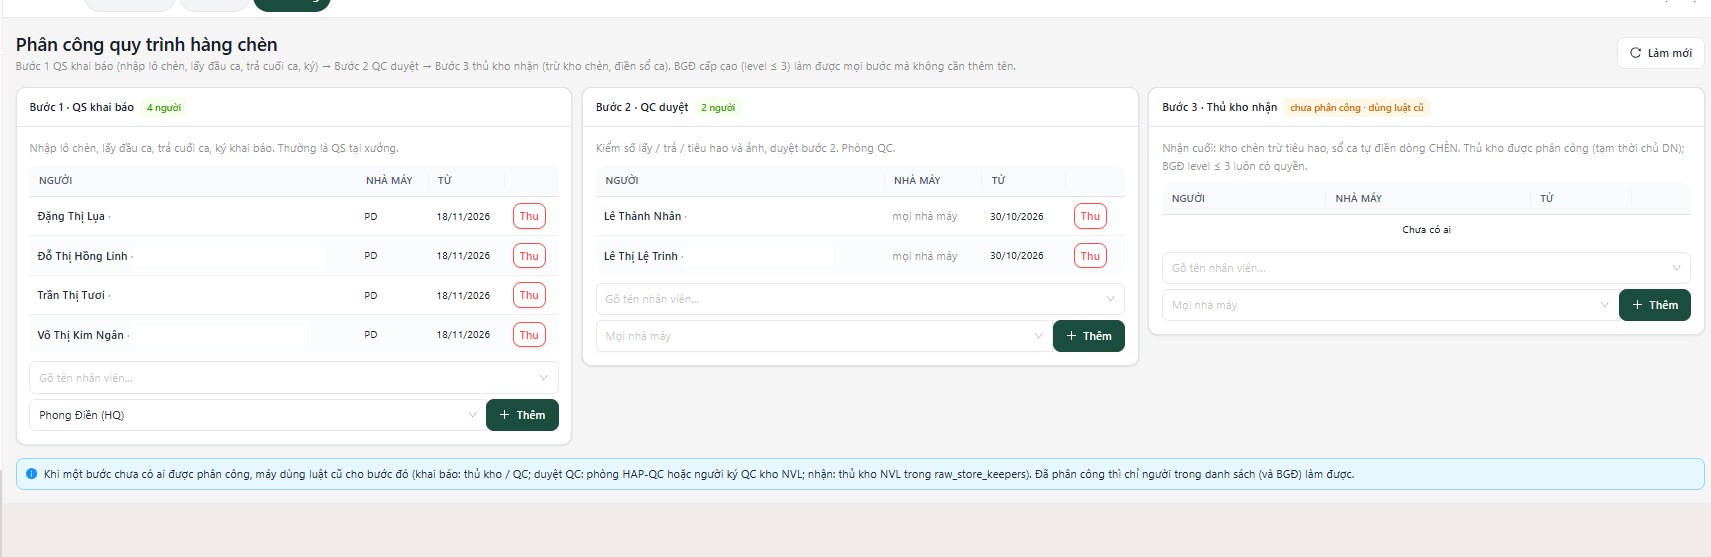 Phân công quy trình hàng chèn
Bước 1 QS khai báo (nhập lô chèn, lấy đầu ca, trả cuối ca, ký) → Bước 2 QC duyệt → Bước 3 thủ kho nhận (trừ kho chèn, điền sổ ca). BGĐ cấp cao (level ≤ 3) làm được mọi bước mà không cần thêm tên.
Làm mới
Bước 1 · QS khai báo 4 người
Nhập lô chèn, lấy đầu ca, trả cuối ca, ký khai báo. Thường là QS tại xưởng.
NGƯỜI NHÀ MÁY TỪ
Đặng Thị Lụa · PD 18/11/2026 Thu
Đỗ Thị Hồng Linh · PD 18/11/2026 Thu
Trần Thị Tươi · PD 18/11/2026 Thu
Võ Thị Kim Ngân · PD 18/11/2026 Thu
Gõ tên nhân viên...
Phong Điền (HQ) + Thêm
Bước 2 · QC duyệt 2 người
Kiểm số lấy / trả / tiêu hao và ảnh, duyệt bước 2. Phòng QC.
NGƯỜI NHÀ MÁY TỪ
Lê Thành Nhân · mọi nhà máy 30/10/2026 Thu
Lê Thị Lệ Trinh · mọi nhà máy 30/10/2026 Thu
Gõ tên nhân viên...
Mọi nhà máy + Thêm
Bước 3 · Thủ kho nhận chưa phân công · dùng luật cũ
Nhận cuối: kho chèn trừ tiêu hao, sổ ca tự điền dòng CHÈN. Thủ kho được phân công (tạm thời chủ DN);
BGĐ level ≤ 3 luôn có quyền.
NGƯỜI NHÀ MÁY TỪ
Chưa có ai
Gõ tên nhân viên...
Mọi nhà máy + Thêm
Khi một bước chưa có ai được phân công, máy dùng luật cũ cho bước đó (khai báo: thủ kho / QC; duyệt QC: phòng HAP-QC hoặc người ký QC kho NVL; nhận: thủ kho NVL trong raw_store_keepers). Đã phân công thì chỉ người trong danh sách (và BGĐ) làm được.